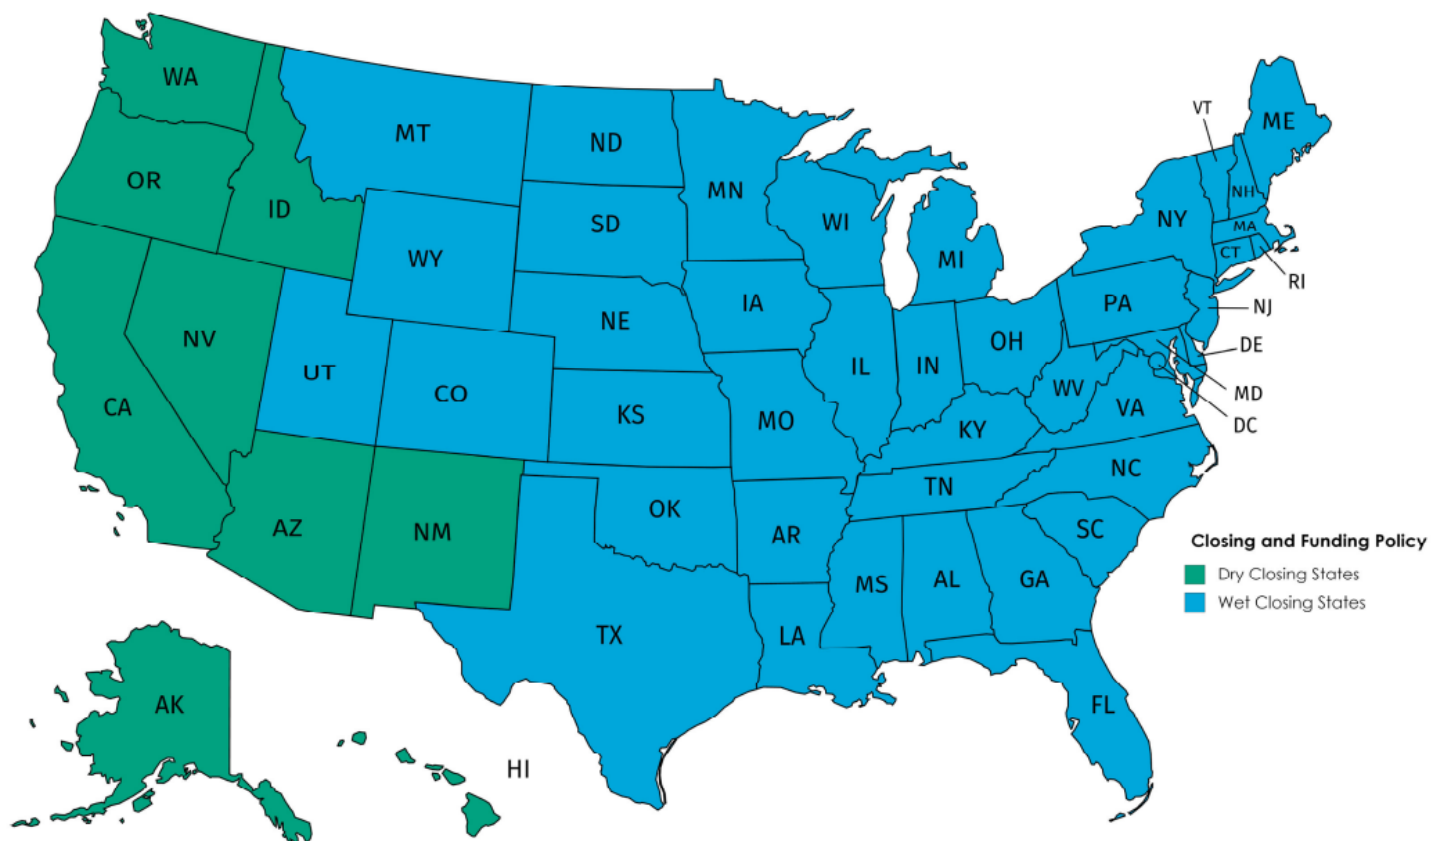 WA
MT
ND
MN
OR
ID
SD
WI
MI
VT
ME
NH
NY
MA
CT
RI
WY
IA
NE
PA
NJ
NV
UT
CO
IL
IN
OH
DE
MD
DC
CA
KS
MO
WV
VA
KY
NC
TN
AZ
NM
OK
AR
SC
MS
AL
GA
TX
LA
FL
AK
HI
Closing and Funding Policy
Dry Closing States
Wet Closing States